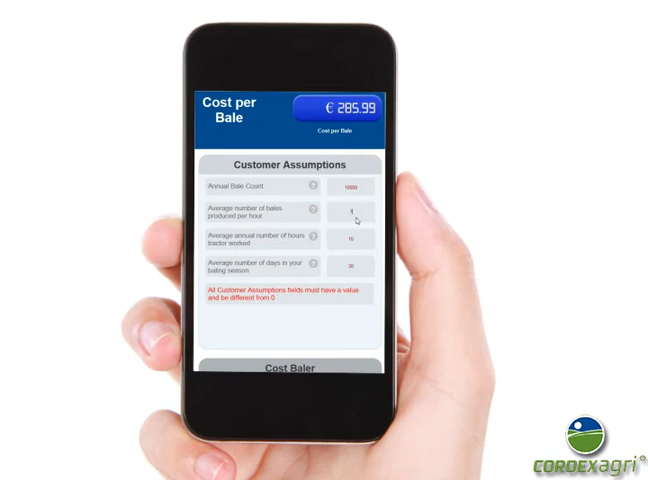 Cost per
Bale
€ 285.99
Cost per Bale
Customer Assumptions
Annual Bale Count ? 10000
Average number of bales
produced per hour ?
Average annual number of hours
tractor worked ? 10
Average number of days in your
baling season ? 36
All Customer Assumptions fields must have a value
and be different from 0
Cost Baler
CORDEXagri®